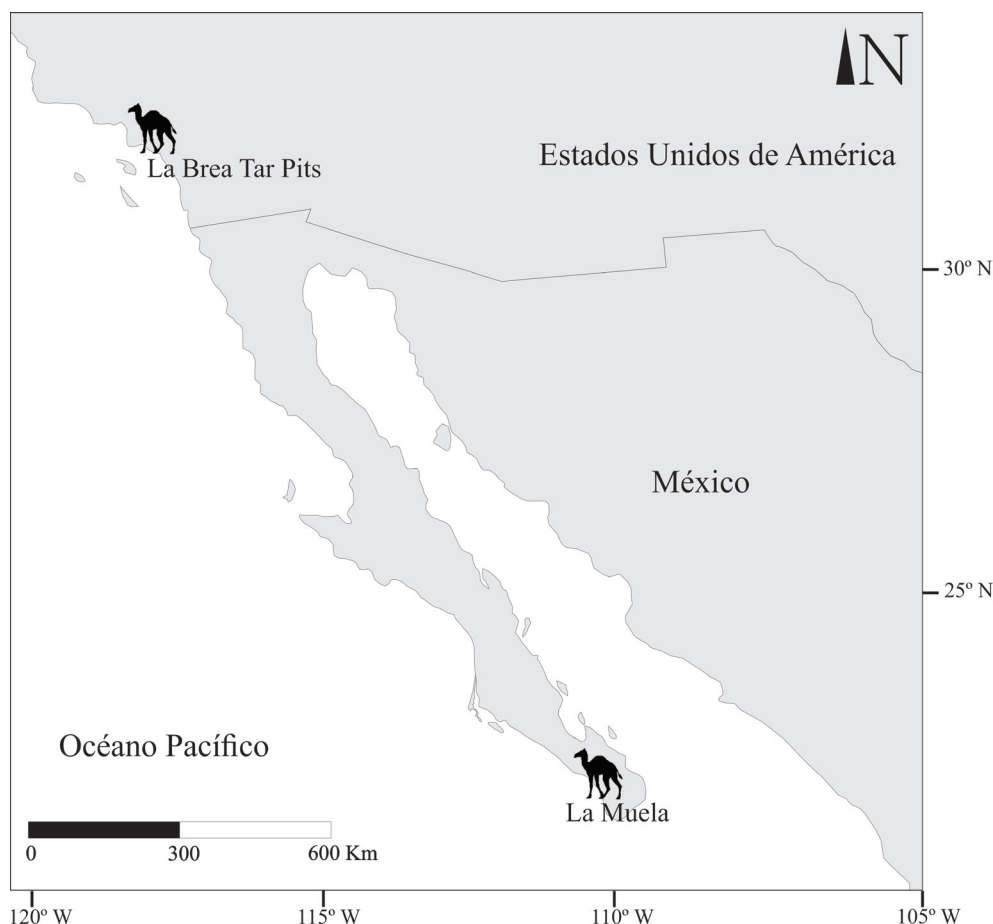 N
La Brea Tar Pits
Estados Unidos de América
30º N
México
25º N
Océano Pacífico
La Muela
0 300 600 Km
120º W 115º W 110º W 105º W